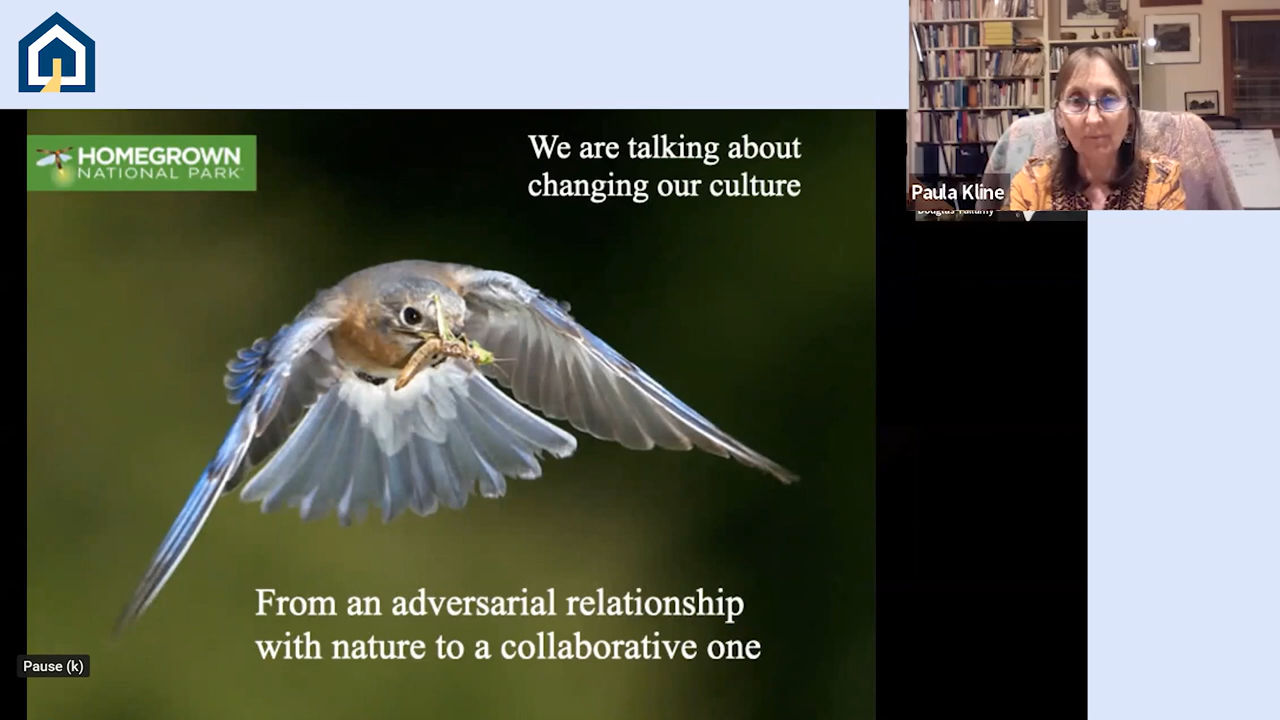 HOMEGROWN
NATIONAL PARK
We are talking about
changing our culture
Paula Kline
From an adversarial relationship
with nature to a collaborative one
Pause (k)